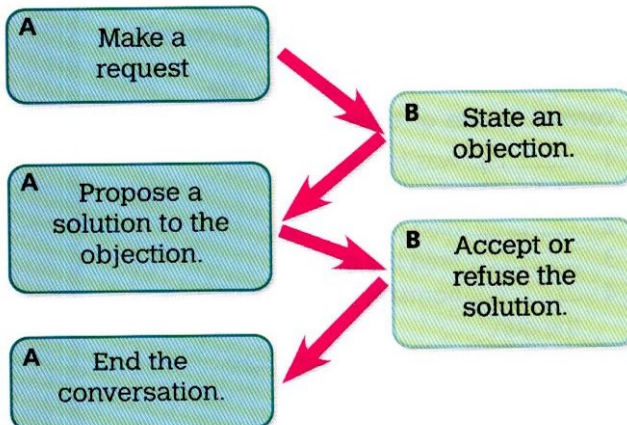 A
Make a
request
B
State an
objection.
A
Propose a
solution to the
objection.
B
Accept or
refuse the
solution.
A
End the
conversation.